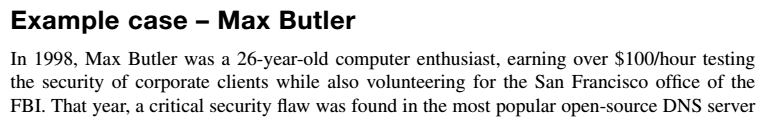 Example case – Max Butler
In 1998, Max Butler was a 26-year-old computer enthusiast, earning over $100/hour testing
the security of corporate clients while also volunteering for the San Francisco office of the
FBI. That year, a critical security flaw was found in the most popular open-source DNS server